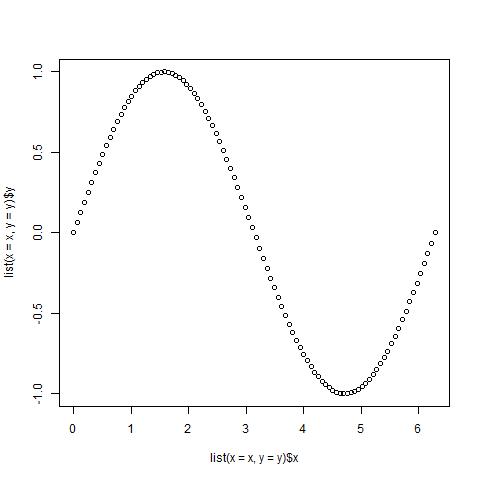 1.0
0.5
0.0
-0.5
-1.0
list(x = x, y = y)$y
0 1 2 3 4 5 6
list(x = x, y = y)$x